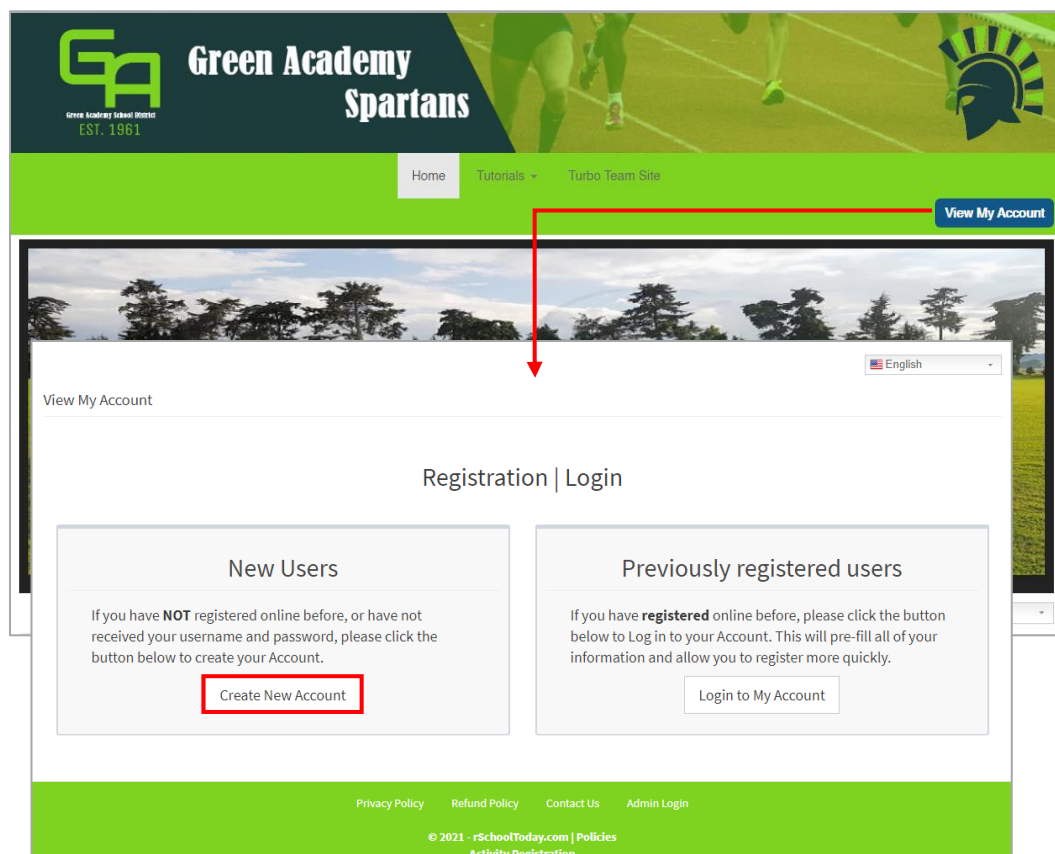 GA
Green Academy School District
EST. 1961
Green Academy
Spartans
Home Tutorials Turbo Team Site
View My Account
English
View My Account
Registration | Login
New Users
If you have NOT registered online before, or have not
received your username and password, please click the
button below to create your Account.
Create New Account
Previously registered users
If you have registered online before, please click the button
below to Log in to your Account. This will pre-fill all of your
information and allow you to register more quickly.
Login to My Account
Privacy Policy Refund Policy Contact Us Admin Login
© 2021 - rSchoolToday.com | Policies
Activity Registration